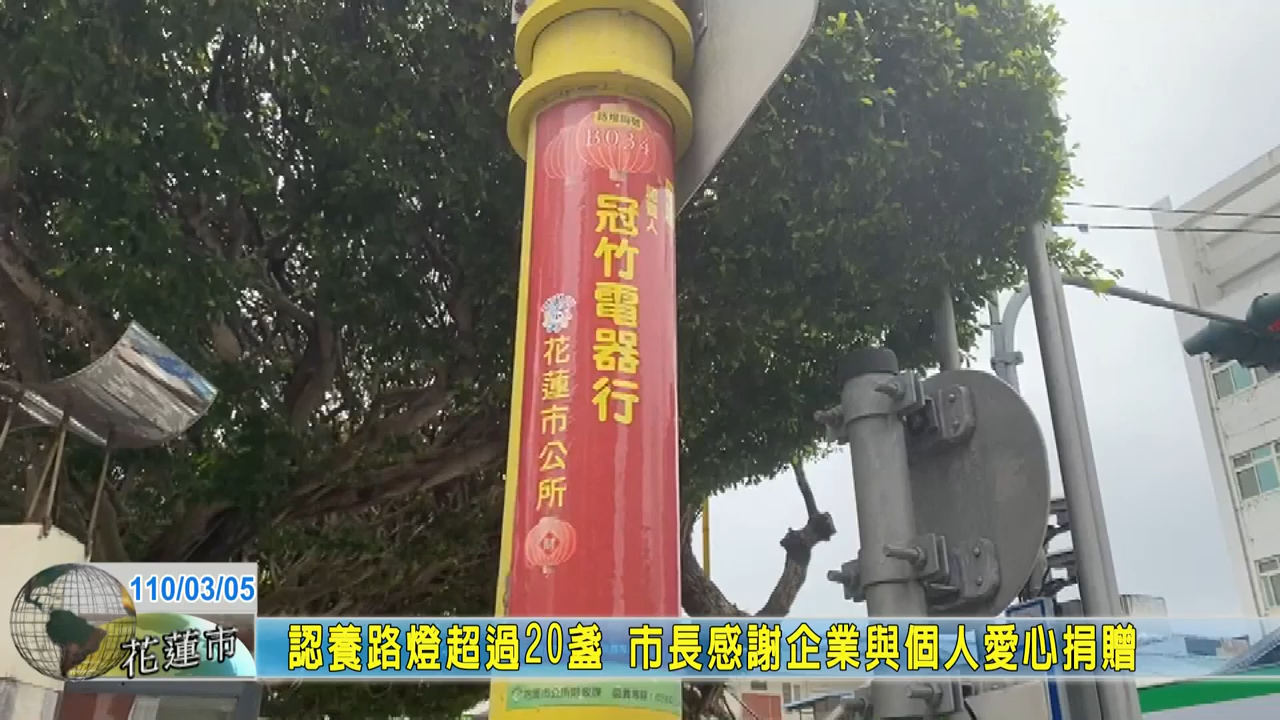 路燈編號
B034
認養人
冠竹電器行
花蓮市公所
財
110/03/05
花蓮市
認養路燈超過20盞 市長感謝企業與個人愛心捐贈